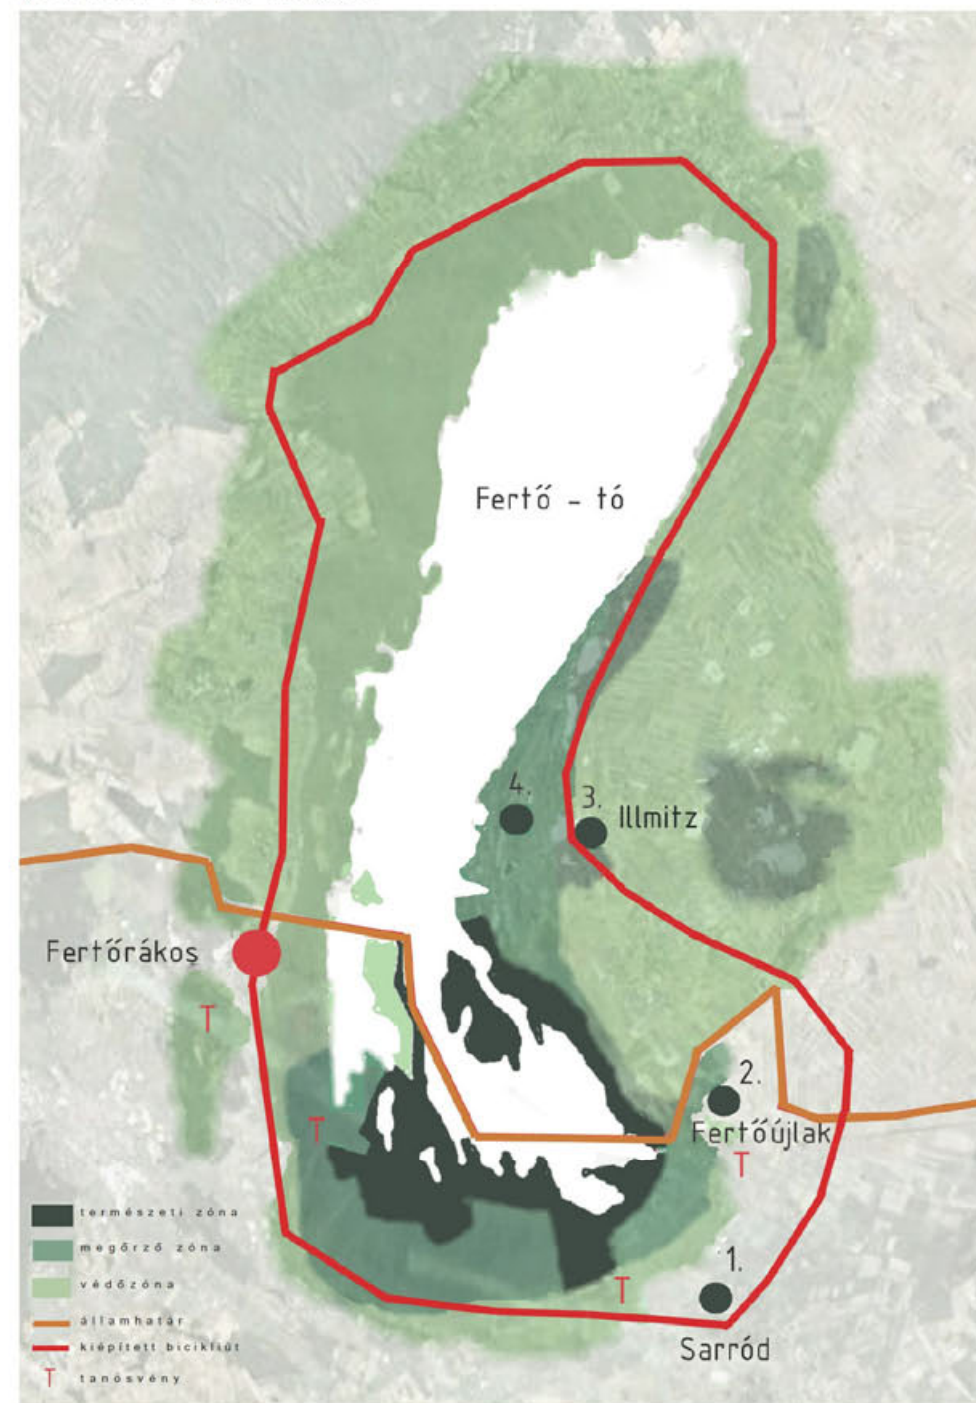 Fertő - tó
4.
3.
Illmitz
Fertőrákos
T
2.
Fertőújlak
T
T
1.
T
Sarród
természeti zóna
megőrző zóna
védőzóna
államhatár
kiépített bicikliút
T tanösvény